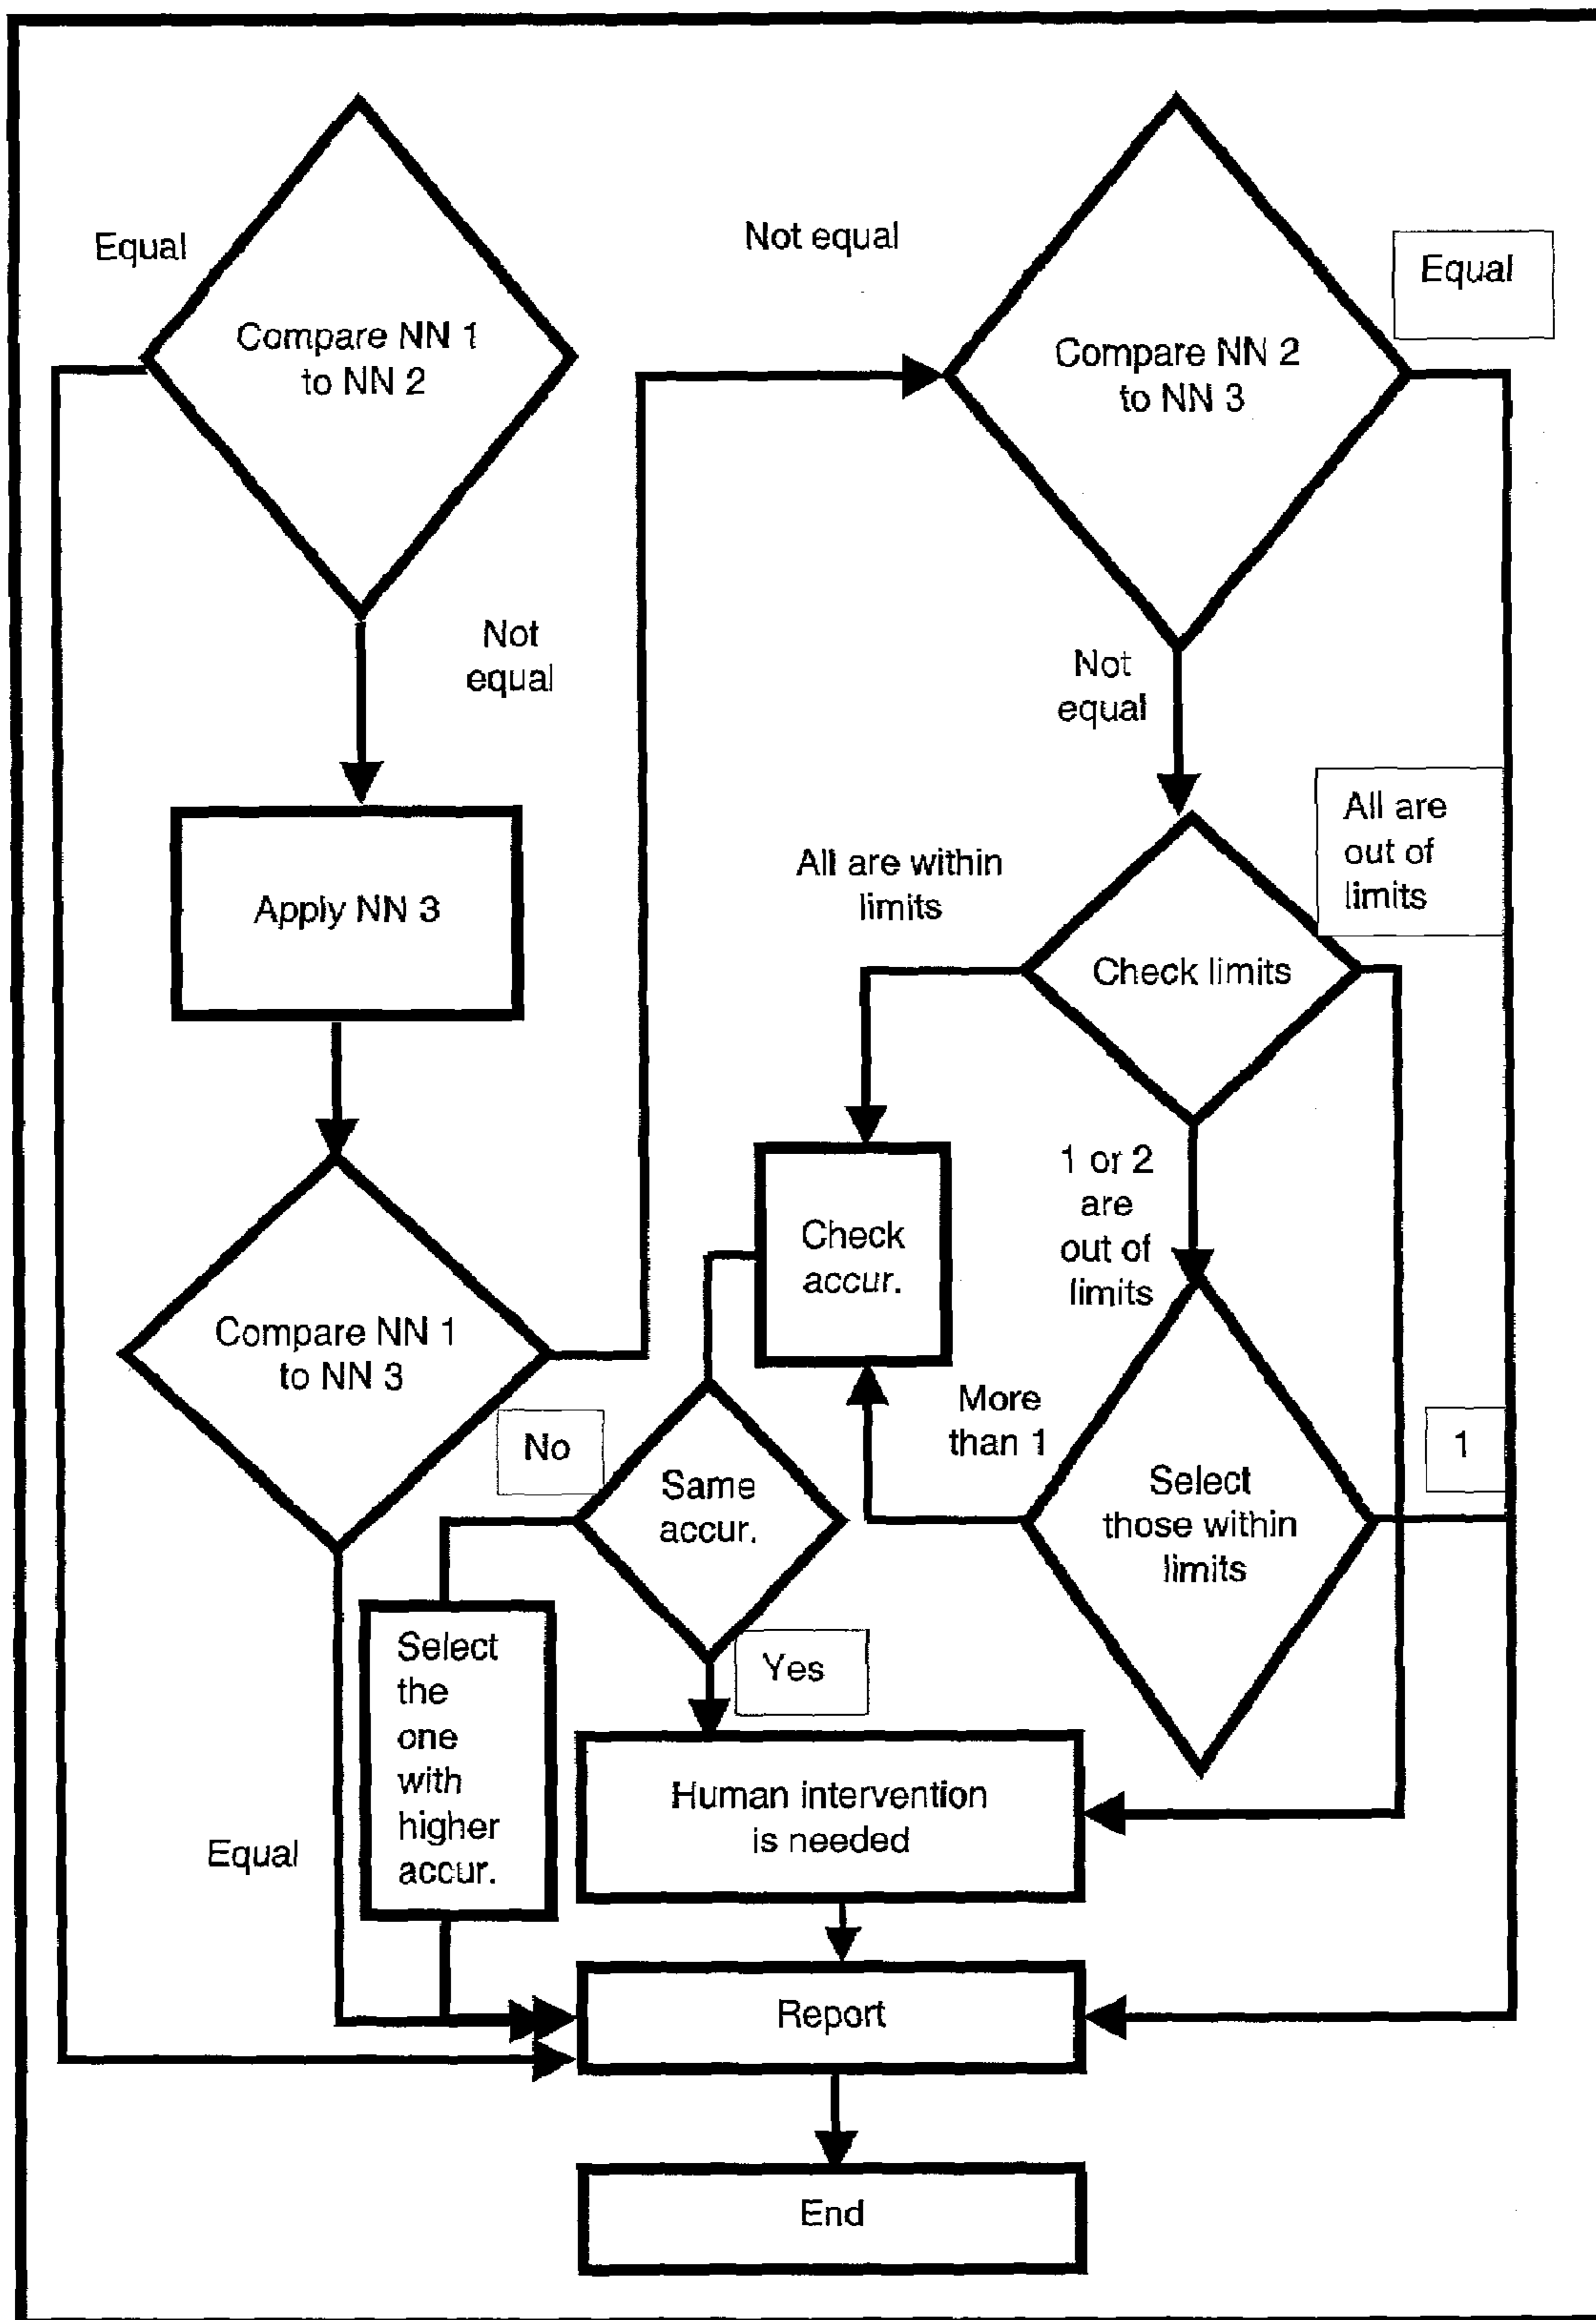 Equal
Compare NN 1
to NN 2
Not
equal
Apply NN 3
Compare NN 1
to NN 3
Equal
Not equal
Compare NN 2
to NN 3
Equal
Not
equal
All are within
limits
Check limits
All are
out of
limits
1 or 2
are
out of
limits
Check
accur.
More
than 1
Select
those within
limits
1
No
Same
accur.
Yes
Select
the
one
with
higher
accur.
Human intervention
is needed
Report
End